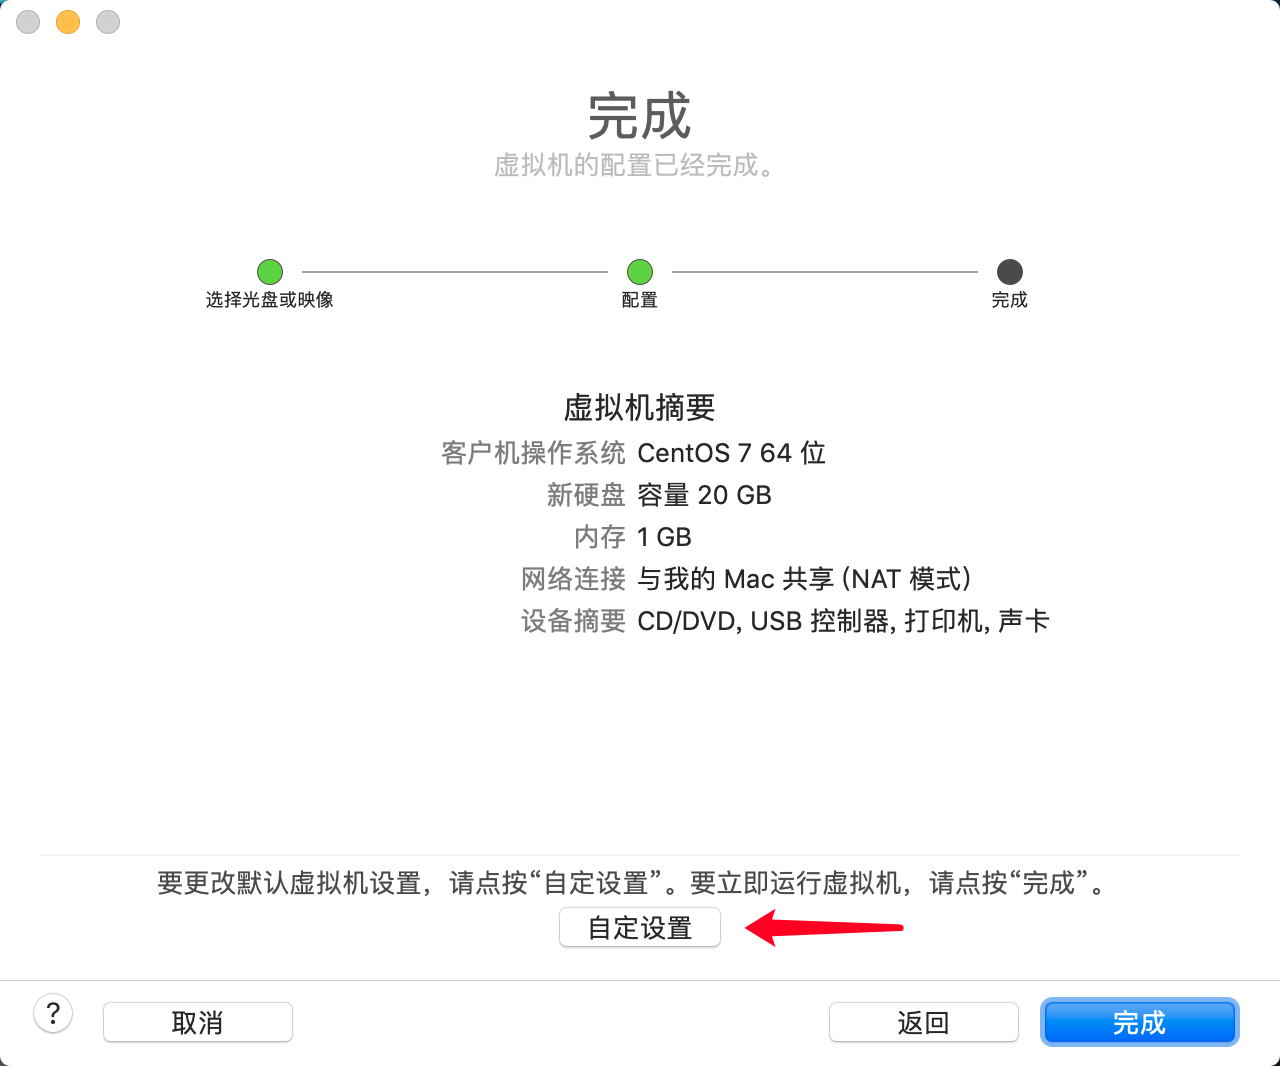 完成
虚拟机的配置已经完成。
选择光盘或映像 配置 完成
虚拟机摘要
客户机操作系统 CentOS 7 64 位
新硬盘 容量 20 GB
内存 1 GB
网络连接 与我的 Mac 共享 (NAT 模式)
设备摘要 CD/DVD, USB 控制器, 打印机, 声卡
要更改默认虚拟机设置，请点按“自定设置”。要立即运行虚拟机，请点按“完成”。
自定设置
? 取消 返回 完成